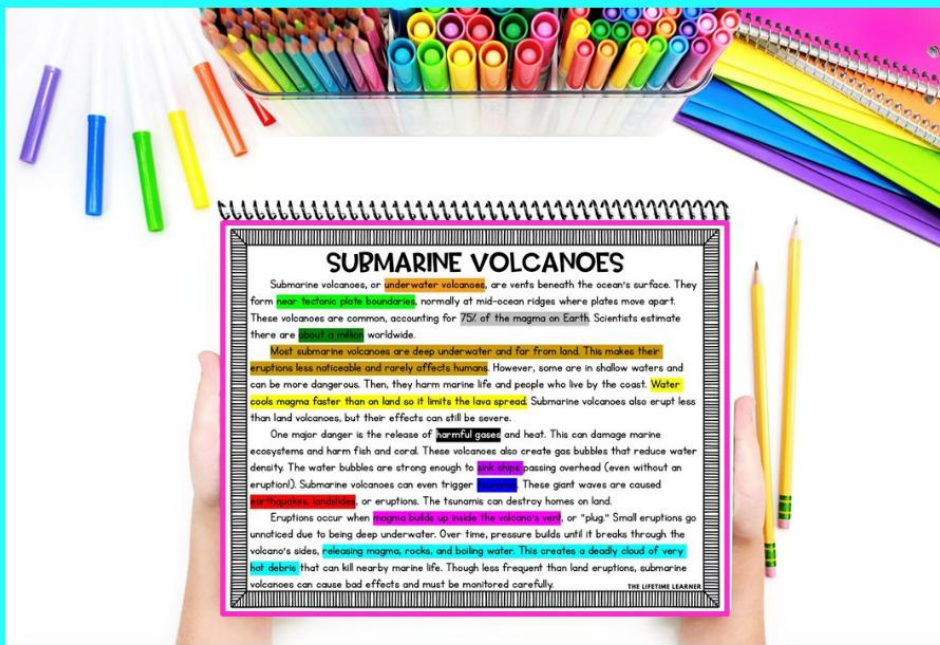 SUBMARINE VOLCANOES
Submarine volcanoes, or underwater volcanoes, are vents beneath the ocean's surface. They
form near tectonic plate boundaries, normally at mid-ocean ridges where plates move apart.
These volcanoes are common, accounting for 75% of the magma on Earth. Scientists estimate
there are about a million worldwide.
Most submarine volcanoes are deep underwater and far from land. This makes their
eruptions less noticeable and rarely affects humans. However, some are in shallow waters and
can be more dangerous. Then, they harm marine life and people who live by the coast. Water
cools magma faster than on land so it limits the lava spread. Submarine volcanoes also erupt less
than land volcanoes, but their effects can still be severe.
One major danger is the release of harmful gases and heat. This can damage marine
ecosystems and harm fish and coral. These volcanoes also create gas bubbles that reduce water
density. The water bubbles are strong enough to sink ships passing overhead (even without an
eruption!). Submarine volcanoes can even trigger tsunamis. These giant waves are caused
earthquakes, landslides, or eruptions. The tsunamis can destroy homes on land.
Eruptions occur when magma builds up inside the volcano's vent, or "plug." Small eruptions go
unnoticed due to being deep underwater. Over time, pressure builds until it breaks through the
volcano's sides, releasing magma, rocks, and boiling water. This creates a deadly cloud of very
hot debris that can kill nearby marine life. Though less frequent than land eruptions, submarine
volcanoes can cause bad effects and must be monitored carefully.
THE LIFETIME LEARNER